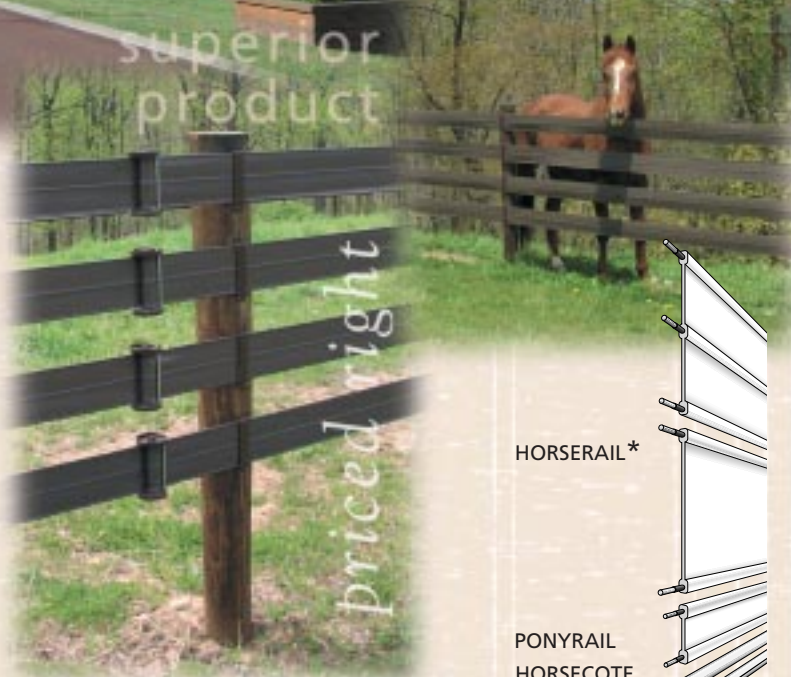 superior
product
priced right
HORSERAIL*
PONYRAIL
HORSECOTE